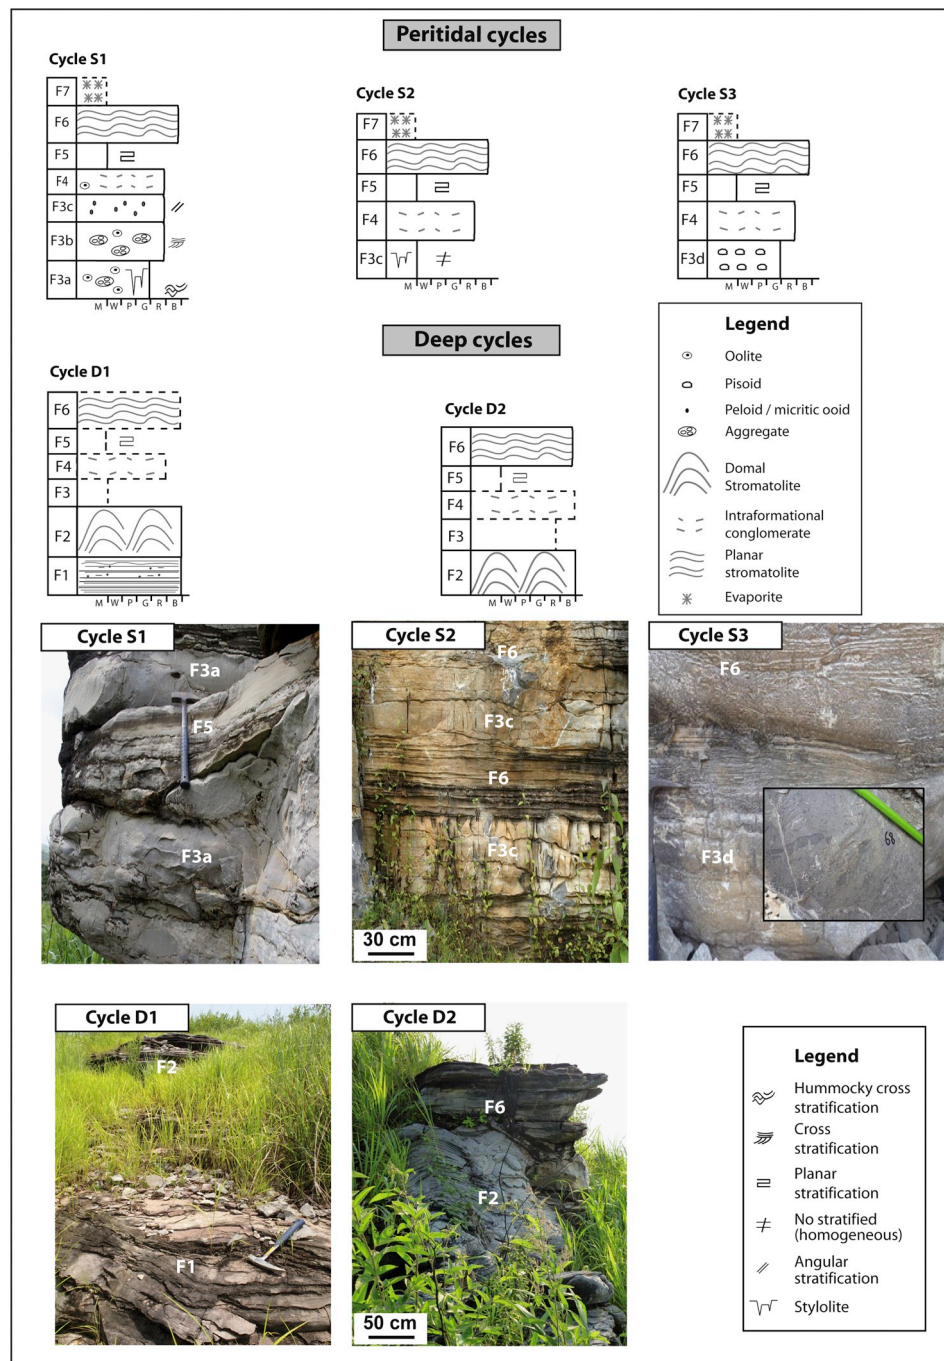 Peritidal cycles
Cycle S1
F7
F6
F5
F4
F3c
F3b
F3a
M W P G R B
Cycle S2
F7
F6
F5
F4
F3c
M W P G R B
Cycle S3
F7
F6
F5
F4
F3d
M W P G R B
Deep cycles
Cycle D1
F6
F5
F4
F3
F2
F1
M W P G R B
Cycle D2
F6
F5
F4
F3
F2
M W P G R B
Legend
Oolite
Pisoid
Peloid / micritic ooid
Aggregate
Domal
Stromatolite
Intraformational
conglomerate
Planar
stromatolite
Evaporite
Cycle S1
F3a
F5
F3a
Cycle S2
F6
F3c
F6
F3c
30 cm
Cycle S3
F6
F3d
68
Cycle D1
F2
F1
Cycle D2
F6
F2
50 cm
Legend
Hummocky cross
stratification
Cross
stratification
Planar
stratification
No stratified
(homogeneous)
Angular
stratification
Stylolite